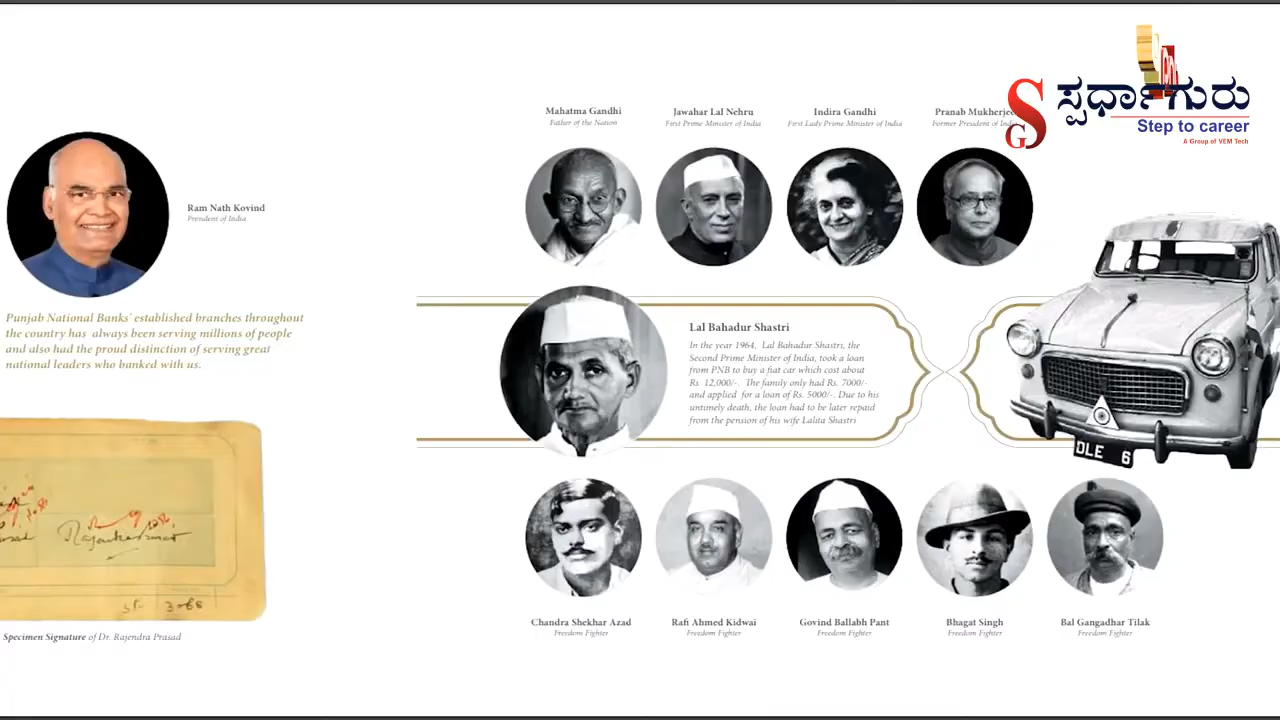 Mahatma Gandhi
Father of the Nation
Jawahar Lal Nehru
First Prime Minister of India
Indira Gandhi
First Lady Prime Minister of India
Pranab Mukherjee
Former President of India
SG
ಸ್ಪರ್ಧಾಗುರು
Step to career
A Group of VEM Tech
Ram Nath Kovind
President of India
Punjab National Banks' established branches throughout
the country has always been serving millions of people
and also had the proud distinction of serving great
national leaders who banked with us.
Lal Bahadur Shastri
In the year 1964, Lal Bahadur Shastri, the
Second Prime Minister of India, took a loan
from PNB to buy a fiat car which cost about
Rs. 12,000/-. The family only had Rs. 7000/-
and applied for a loan of Rs. 5000/-. Due to his
untimely death, the loan had to be later repaid
from the pension of his wife Lalita Shastri
DLE 6
3068
Specimen Signature of Dr. Rajendra Prasad
Chandra Shekhar Azad
Freedom Fighter
Rafi Ahmed Kidwai
Freedom Fighter
Govind Ballabh Pant
Freedom Fighter
Bhagat Singh
Freedom Fighter
Bal Gangadhar Tilak
Freedom Fighter